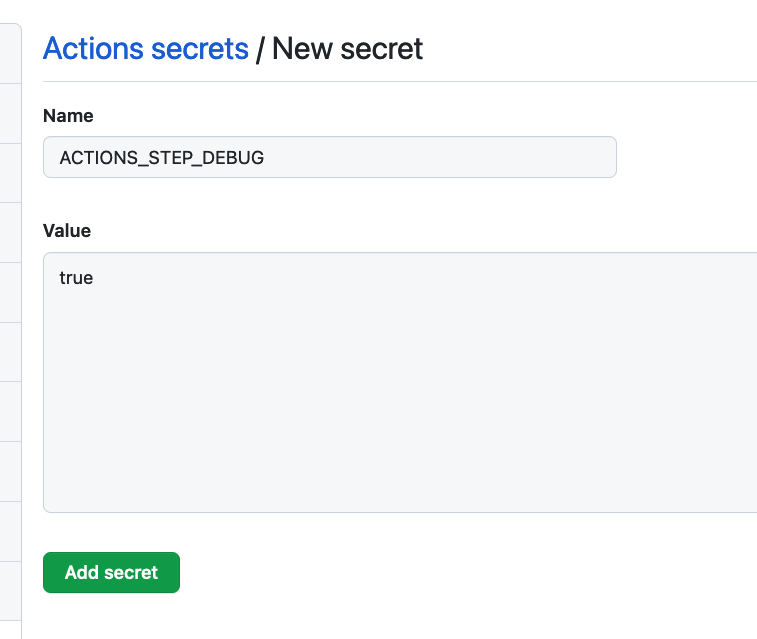 Actions secrets / New secret
Name
ACTIONS_STEP_DEBUG
Value
true
Add secret